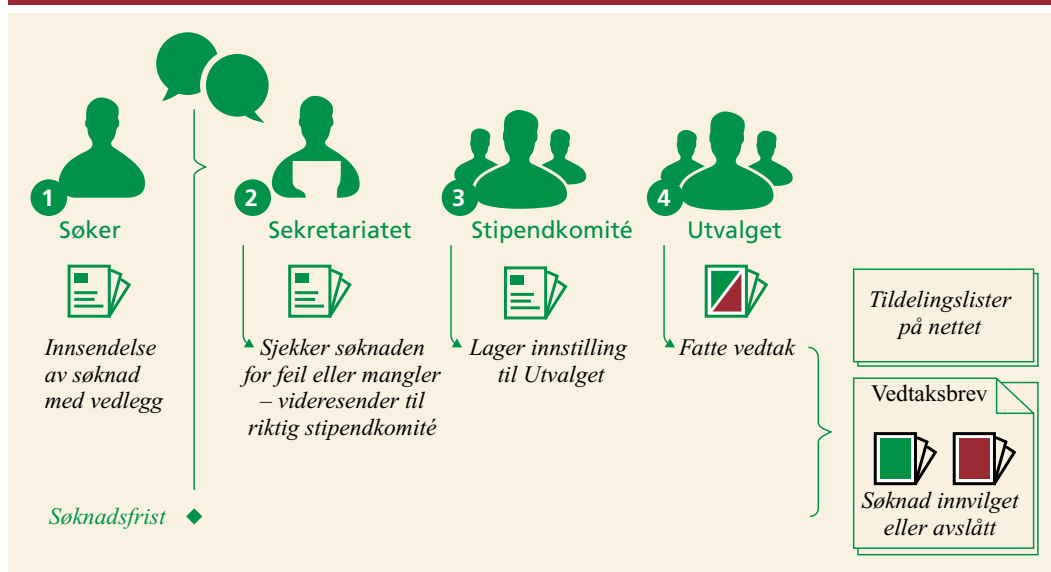 1
Søker
Innsendelse
av søknad
med vedlegg
Søknadsfrist
2
Sekretariatet
Sjekker søknaden
for feil eller mangler
– videresender til
riktig stipendkomité
3
Stipendkomité
Lager innstilling
til Utvalget
4
Utvalget
Fatte vedtak
Tildelingslister
på nettet
Vedtaksbrev
Søknad innvilget
eller avslått